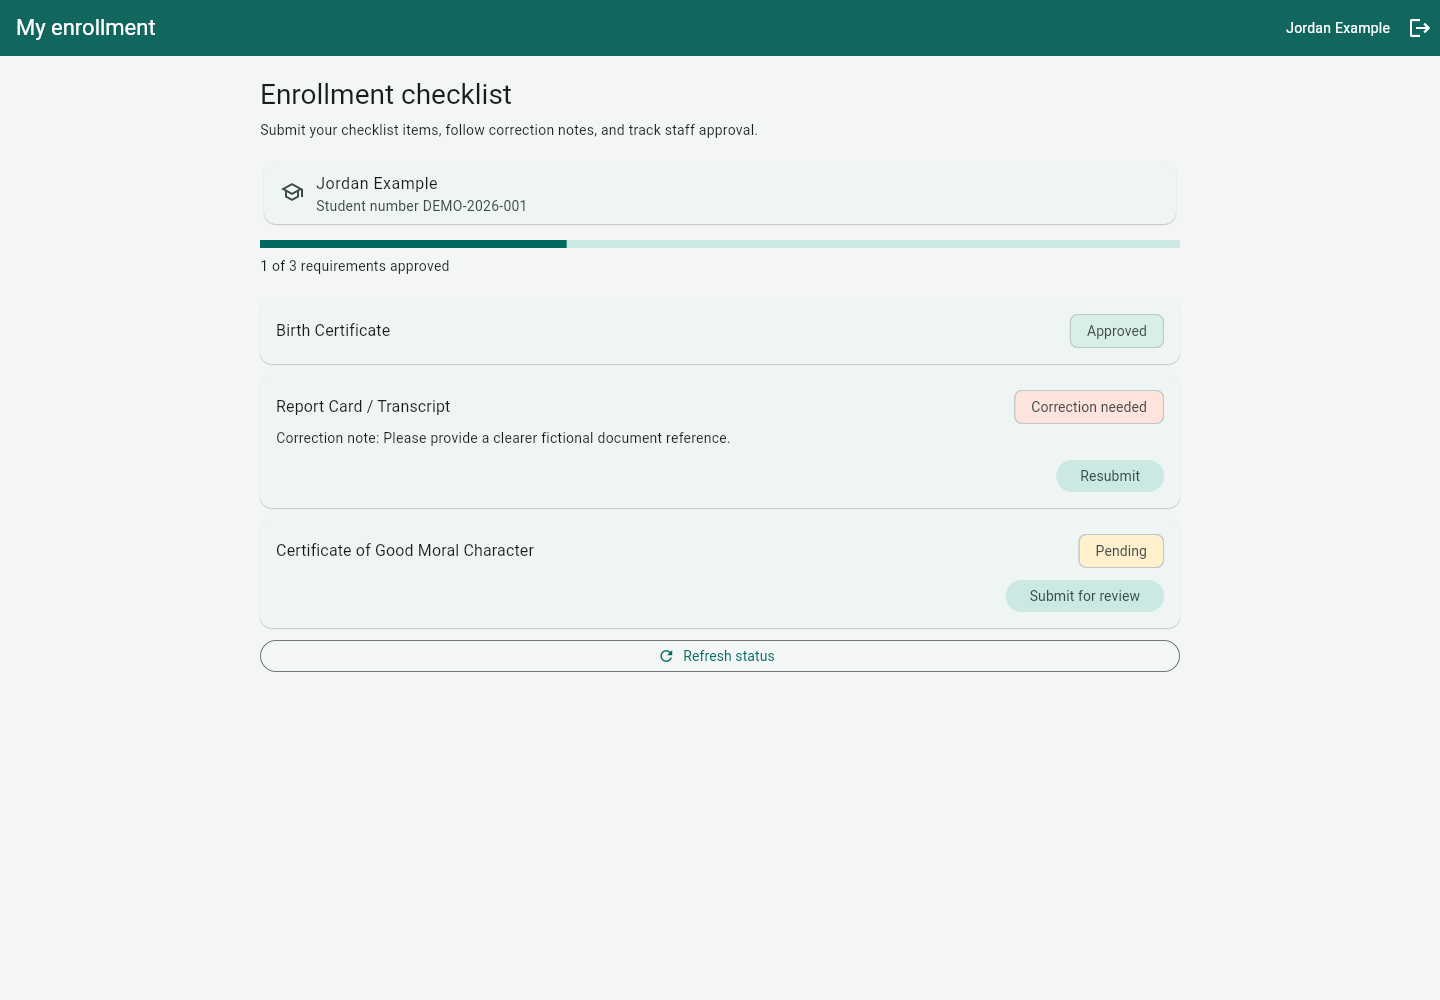 My enrollment
Jordan Example
Enrollment checklist
Submit your checklist items, follow correction notes, and track staff approval.
Jordan Example
Student number DEMO-2026-001
1 of 3 requirements approved
Birth Certificate
Approved
Report Card / Transcript
Correction needed
Correction note: Please provide a clearer fictional document reference.
Resubmit
Certificate of Good Moral Character
Pending
Submit for review
Refresh status